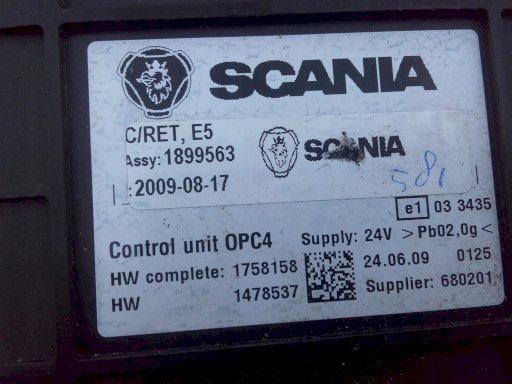 SCANIA
C/RET, E5
Assy: 1899563
SCANIA
: 2009-08-17
e1 03 3435
Control unit OPC4 Supply: 24V >Pb02,0g<
HW complete: 1758158 24.06.09 0125
HW 1478537 Supplier: 680201